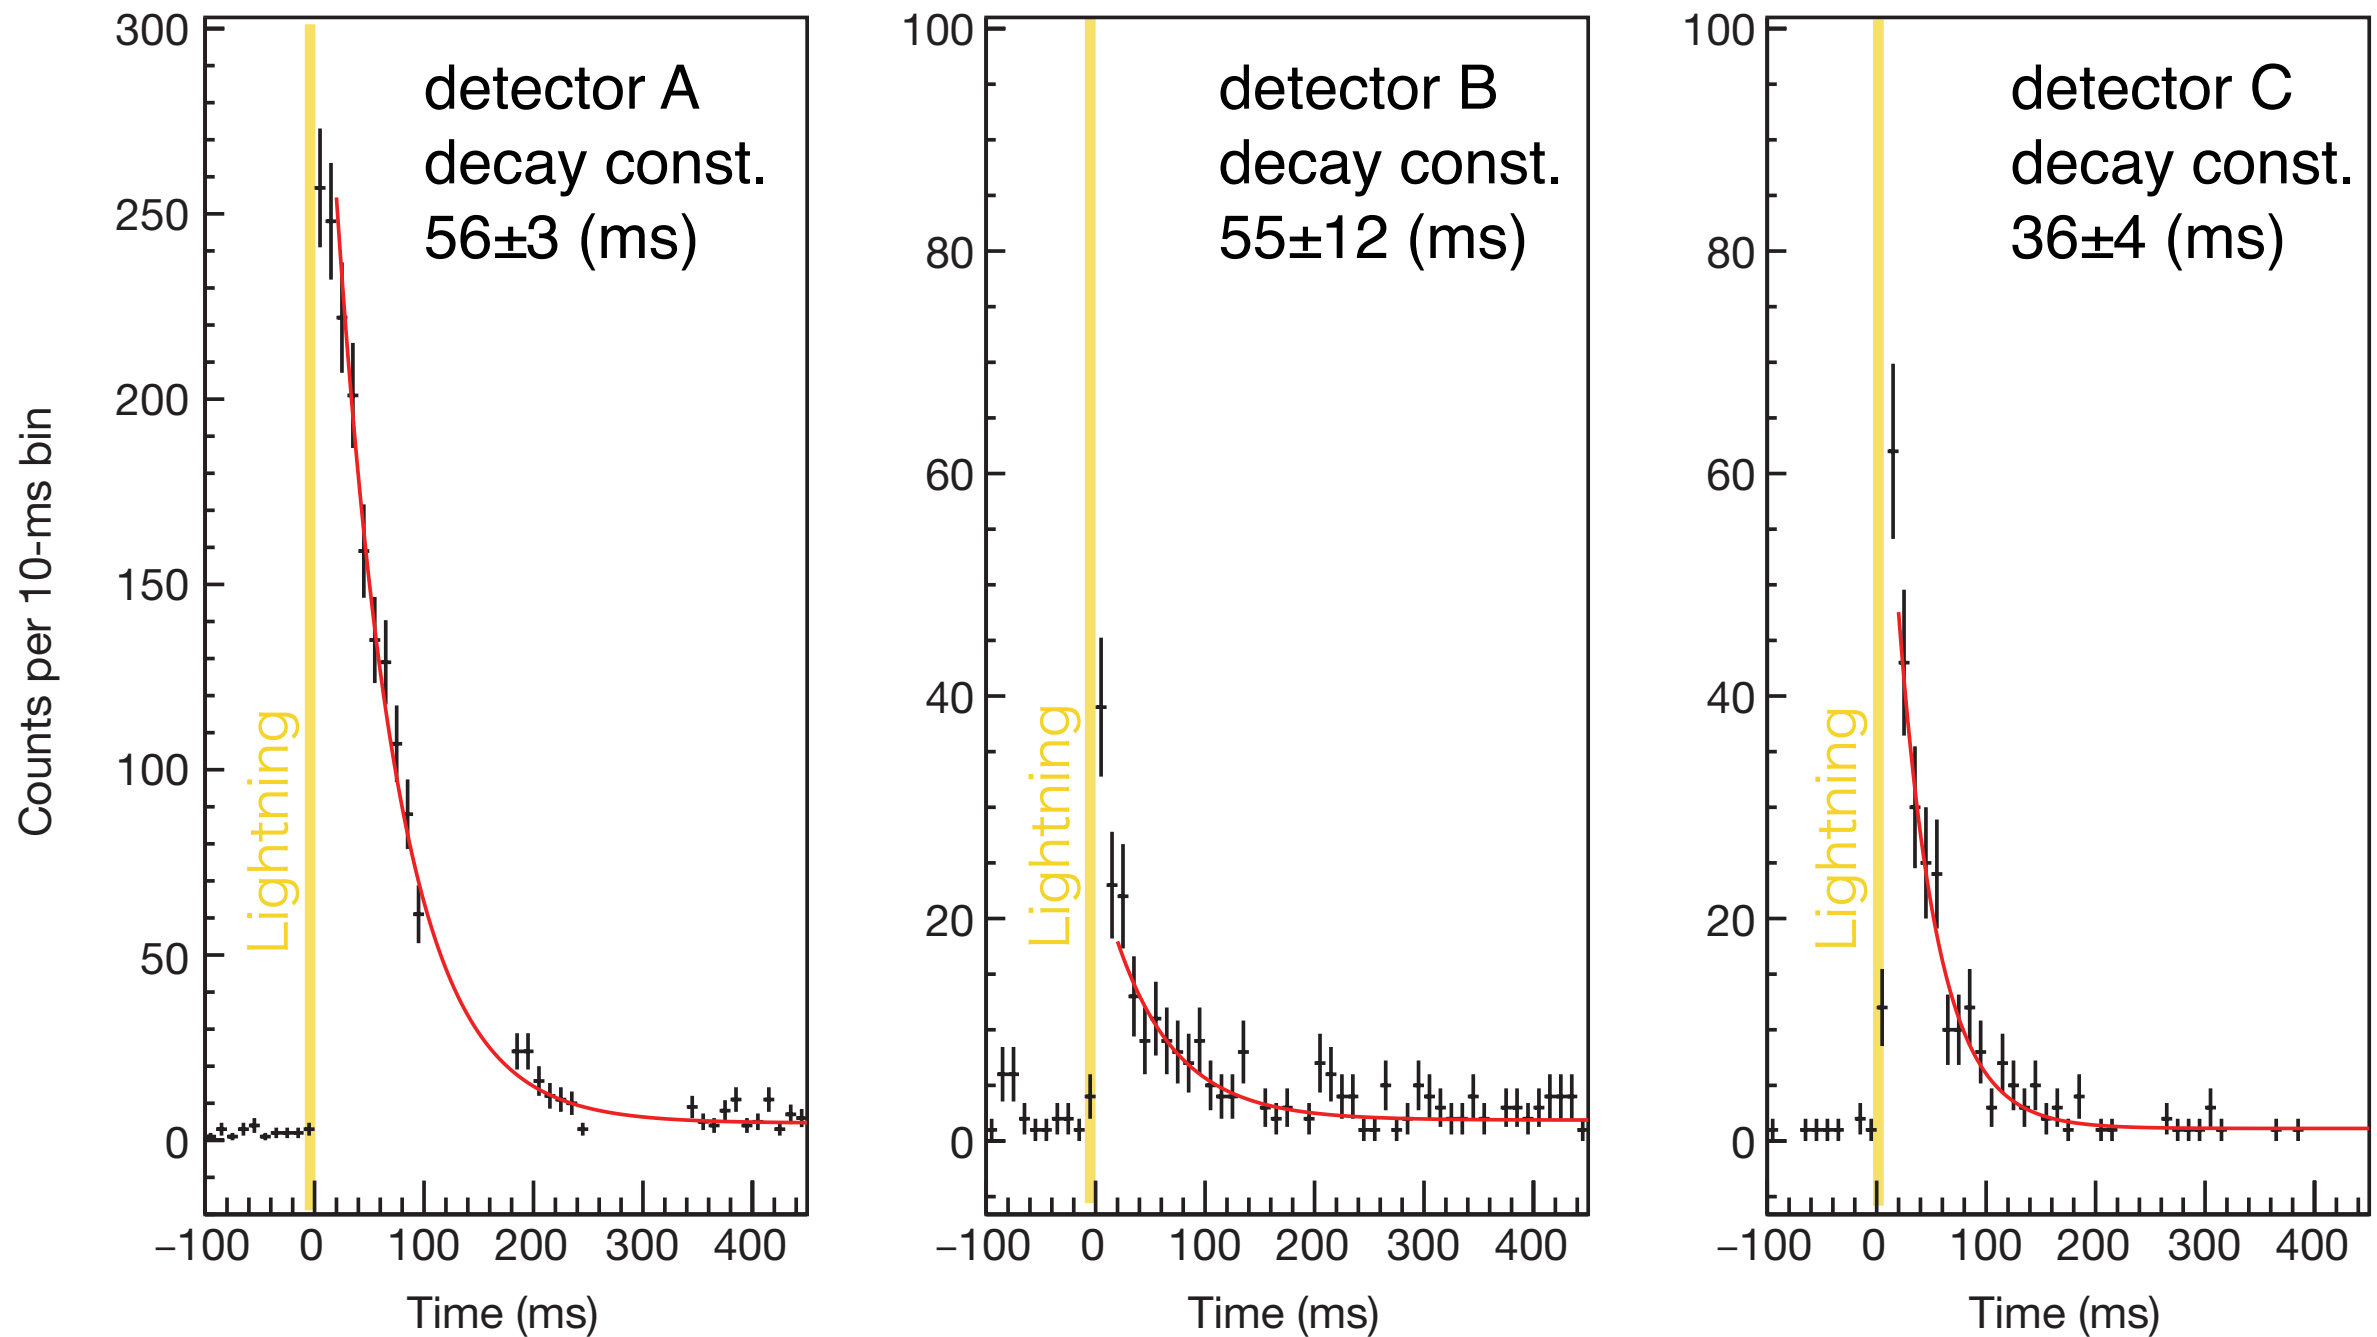 Counts per 10-ms bin
300
250
200
150
100
50
0
detector A
decay const.
56±3 (ms)
Lightning
−100 0 100 200 300 400
Time (ms)
100
80
60
40
20
0
detector B
decay const.
55±12 (ms)
Lightning
−100 0 100 200 300 400
Time (ms)
100
80
60
40
20
0
detector C
decay const.
36±4 (ms)
Lightning
−100 0 100 200 300 400
Time (ms)